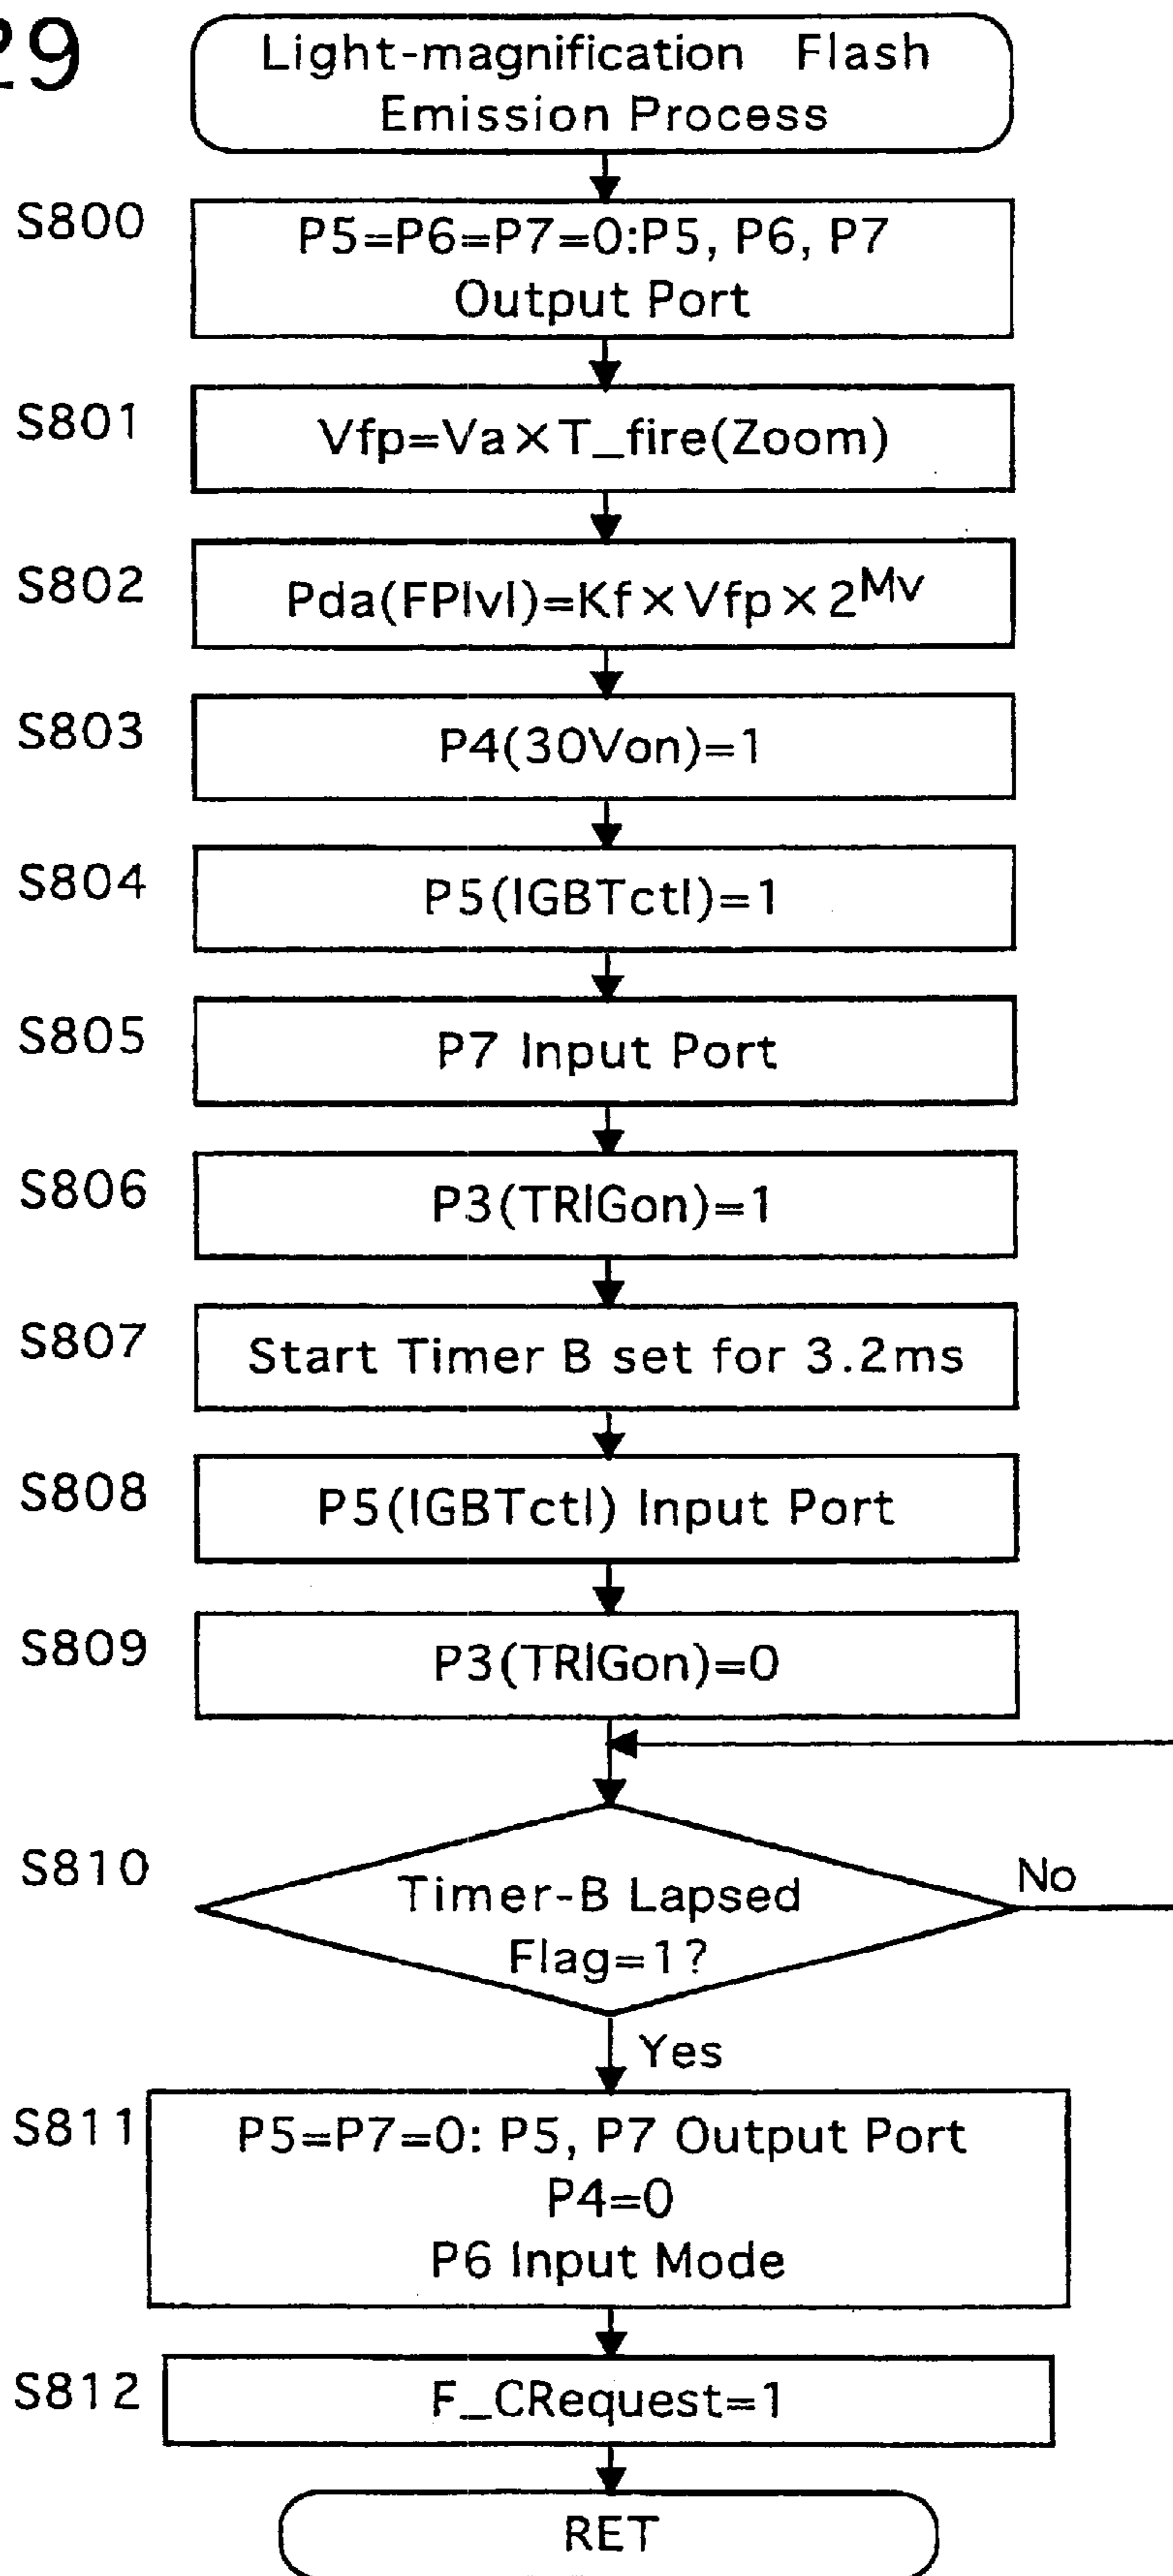 29
Light-magnification Flash
Emission Process
S800
P5=P6=P7=0:P5, P6, P7
Output Port
S801
Vfp=Va×T_fire(Zoom)
S802
Pda(FPlvl)=Kf×Vfp×2^Mv
S803
P4(30Von)=1
S804
P5(IGBTctl)=1
S805
P7 Input Port
S806
P3(TRIGon)=1
S807
Start Timer B set for 3.2ms
S808
P5(IGBTctl) Input Port
S809
P3(TRIGon)=0
S810
Timer-B Lapsed
Flag=1?
No
Yes
S811
P5=P7=0: P5, P7 Output Port
P4=0
P6 Input Mode
S812
F_CRequest=1
RET